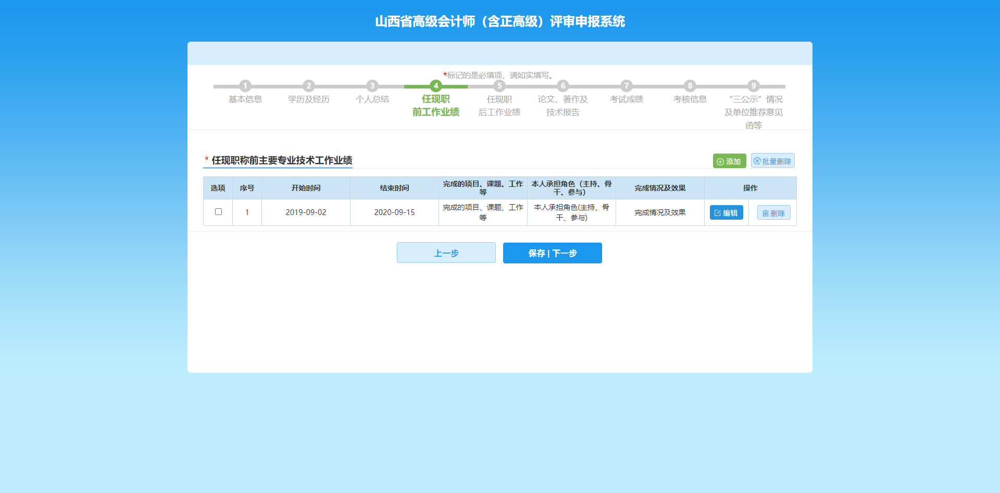 山西省高级会计师（含正高级）评审申报系统
*标记的是必填项，请如实填写。
1 2 3 4 5 6 7 8 9
基本信息 学历及经历 个人总结 任现职 任现职 论文、著作及 考试成绩 考核信息 “三公示”情况
前工作业绩 后工作业绩 技术报告 及单位推荐意见
函等
* 任现职称前主要专业技术工作业绩 添加 批量删除
选项 序号 开始时间 结束时间 完成的项目、课题、工作 本人承担角色（主持、骨 完成情况及效果 操作
等 干、参与）
1 2019-09-02 2020-09-15 完成的项目、课题、工作 本人承担角色(主持、骨 完成情况及效果 编辑 删除
等 干、参与)
上一步 保存 | 下一步